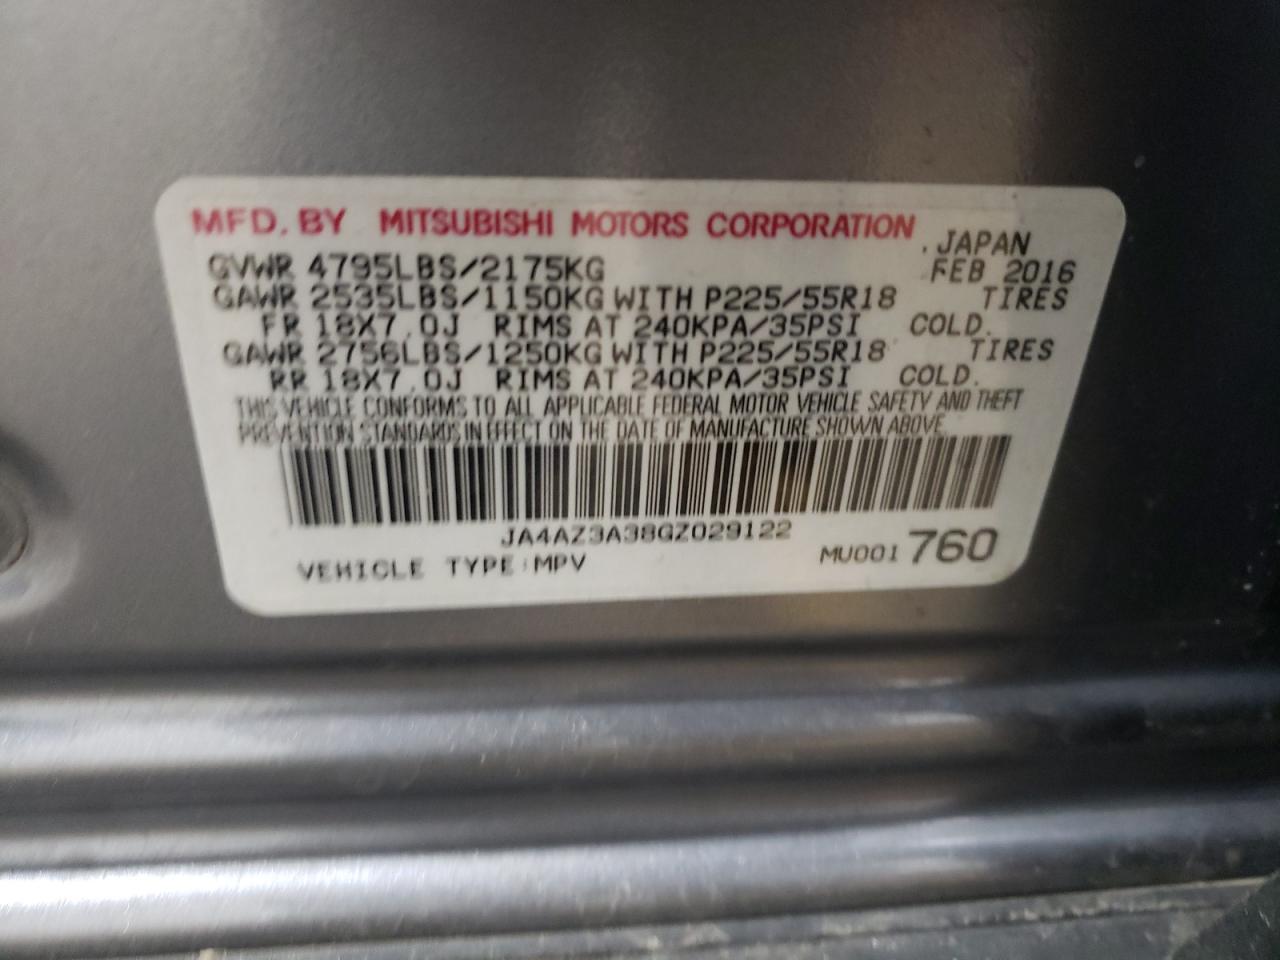 MFD. BY MITSUBISHI MOTORS CORPORATION
. JAPAN
GVWR 4795LBS/2175KG FEB 2016
GAWR 2535LBS/1150KG WITH P225/55R18 TIRES
FR 18X7.0J RIMS AT 240KPA/35PSI COLD.
GAWR 2756LBS/1250KG WITH P225/55R18 TIRES
RR 18X7.0J RIMS AT 240KPA/35PSI COLD.
THIS VEHICLE CONFORMS TO ALL APPLICABLE FEDERAL MOTOR VEHICLE SAFETY AND THEFT
PREVENTION STANDARDS IN EFFECT ON THE DATE OF MANUFACTURE SHOWN ABOVE.
JA4AZ3A38GZ029122
VEHICLE TYPE:MPV MU001760